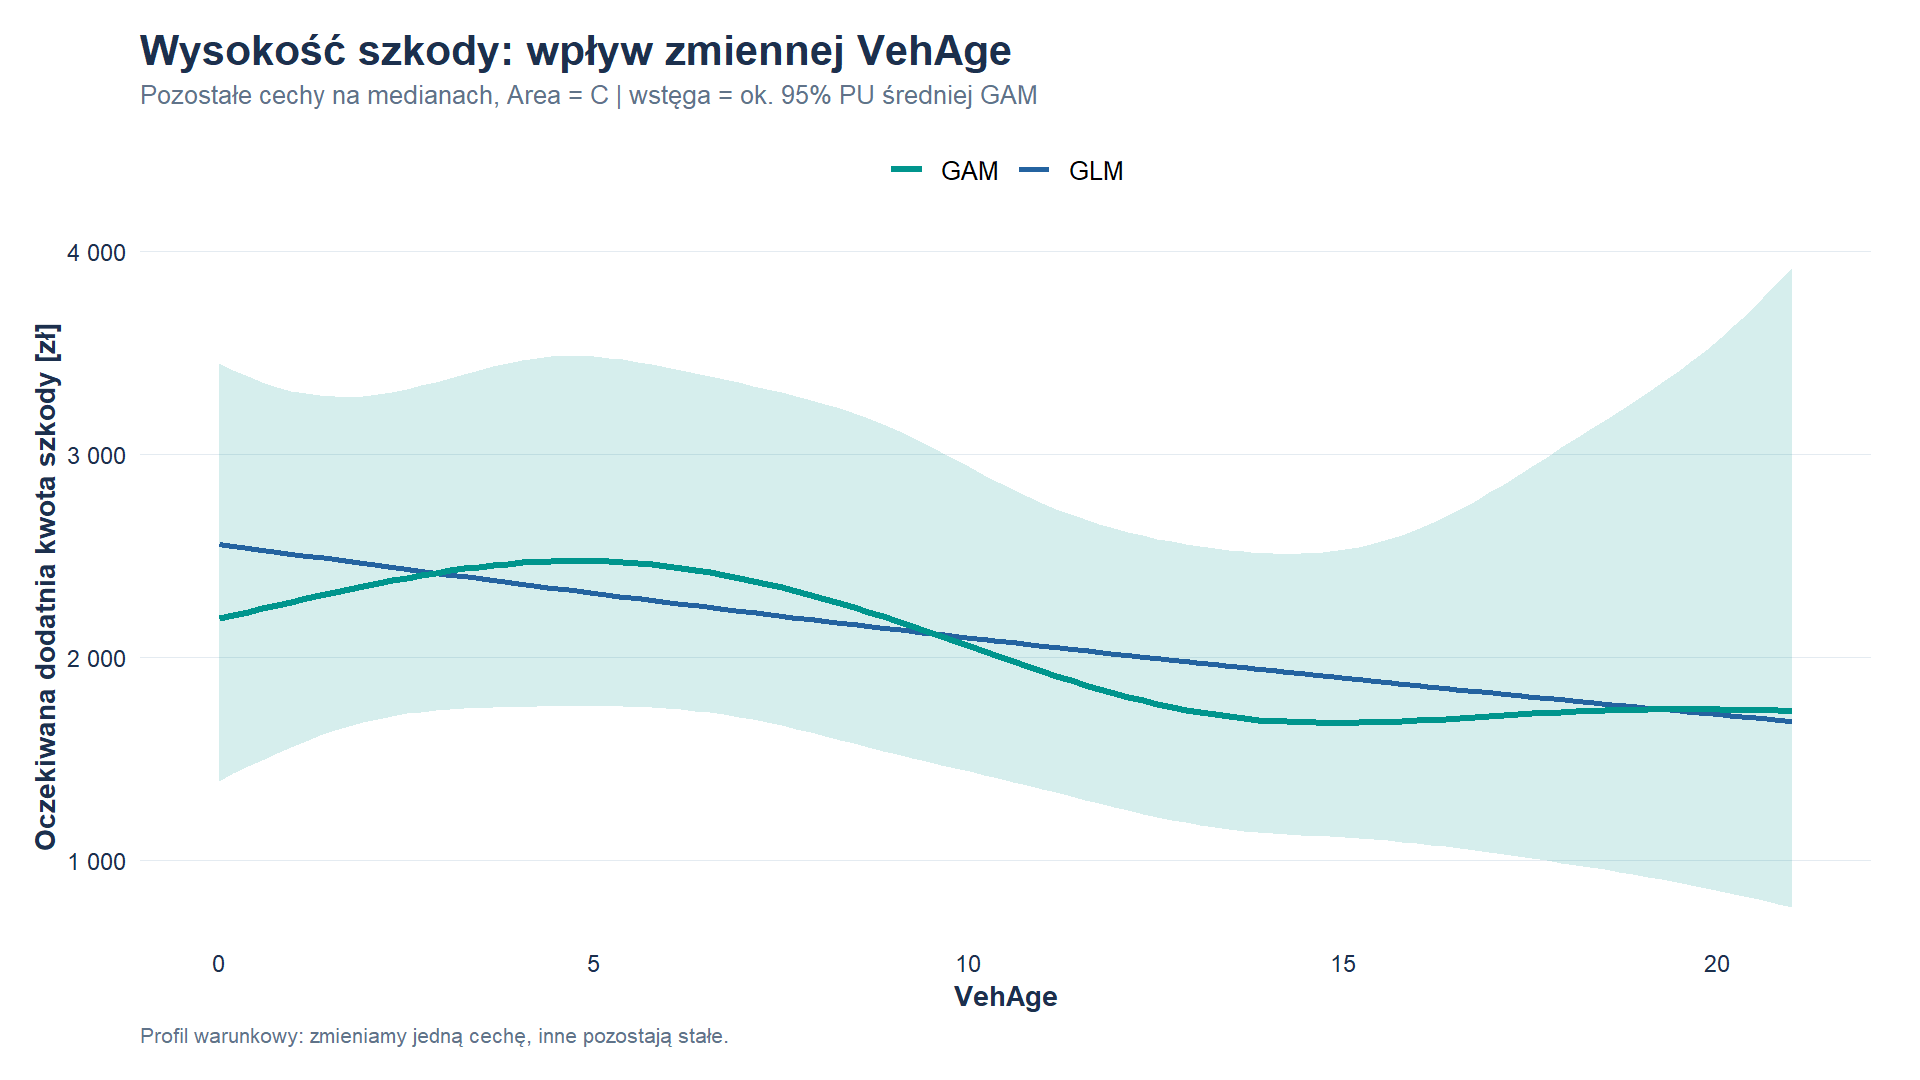 Wysokość szkody: wpływ zmiennej VehAge
Pozostałe cechy na medianach, Area = C | wstęga = ok. 95% PU średniej GAM
GAM GLM
Oczekiwana dodatnia kwota szkody [zł]
4 000
3 000
2 000
1 000
0 5 10 15 20
VehAge
Profil warunkowy: zmieniamy jedną cechę, inne pozostają stałe.